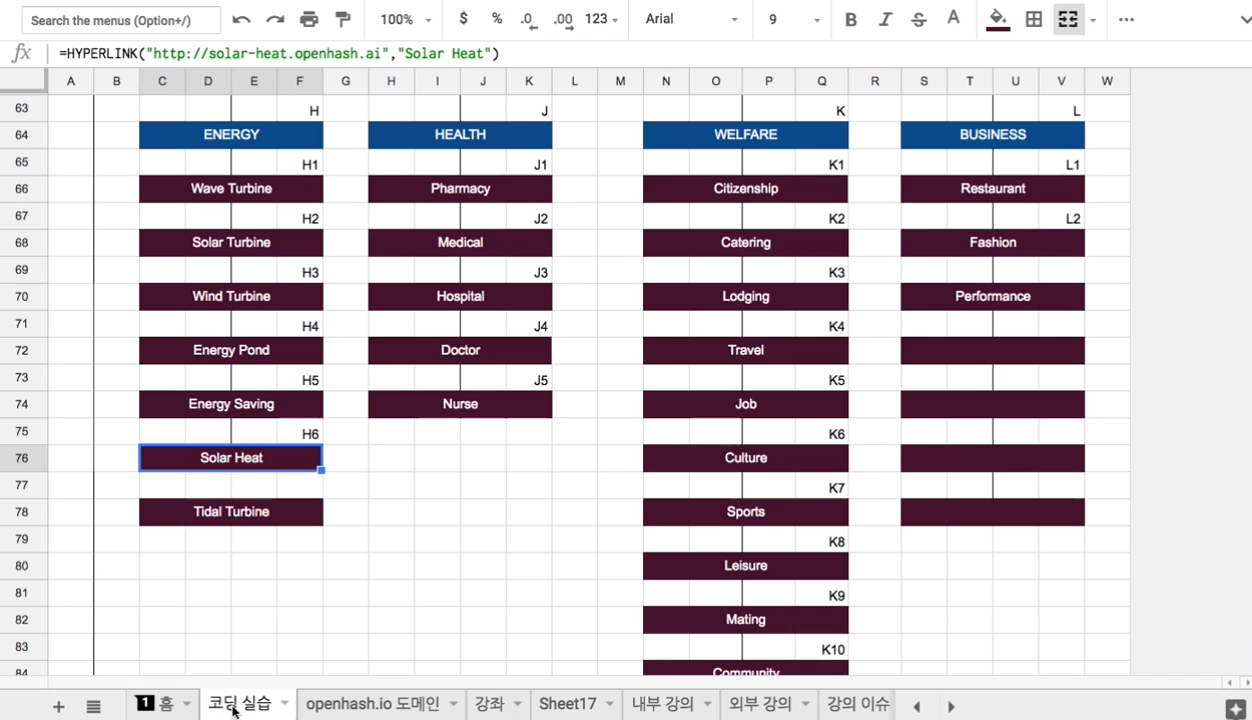 Search the menus (Option+/) 100% $ % .0 .00 123 Arial 9 B I S A
fx =HYPERLINK("http://solar-heat.openhash.ai","Solar Heat")
A B C D E F G H I J K L M N O P Q R S T U V W
63 H J K L
64 ENERGY HEALTH WELFARE BUSINESS
65 H1 J1 K1 L1
66 Wave Turbine Pharmacy Citizenship Restaurant
67 H2 J2 K2 L2
68 Solar Turbine Medical Catering Fashion
69 H3 J3 K3
70 Wind Turbine Hospital Lodging Performance
71 H4 J4 K4
72 Energy Pond Doctor Travel
73 H5 J5 K5
74 Energy Saving Nurse Job
75 H6 K6
76 Solar Heat Culture
77 K7
78 Tidal Turbine Sports
79 K8
80 Leisure
81 K9
82 Mating
83 K10
84 Community
1 홈 코딩 실습 openhash.io 도메인 강좌 Sheet17 내부 강의 외부 강의 강의 이슈